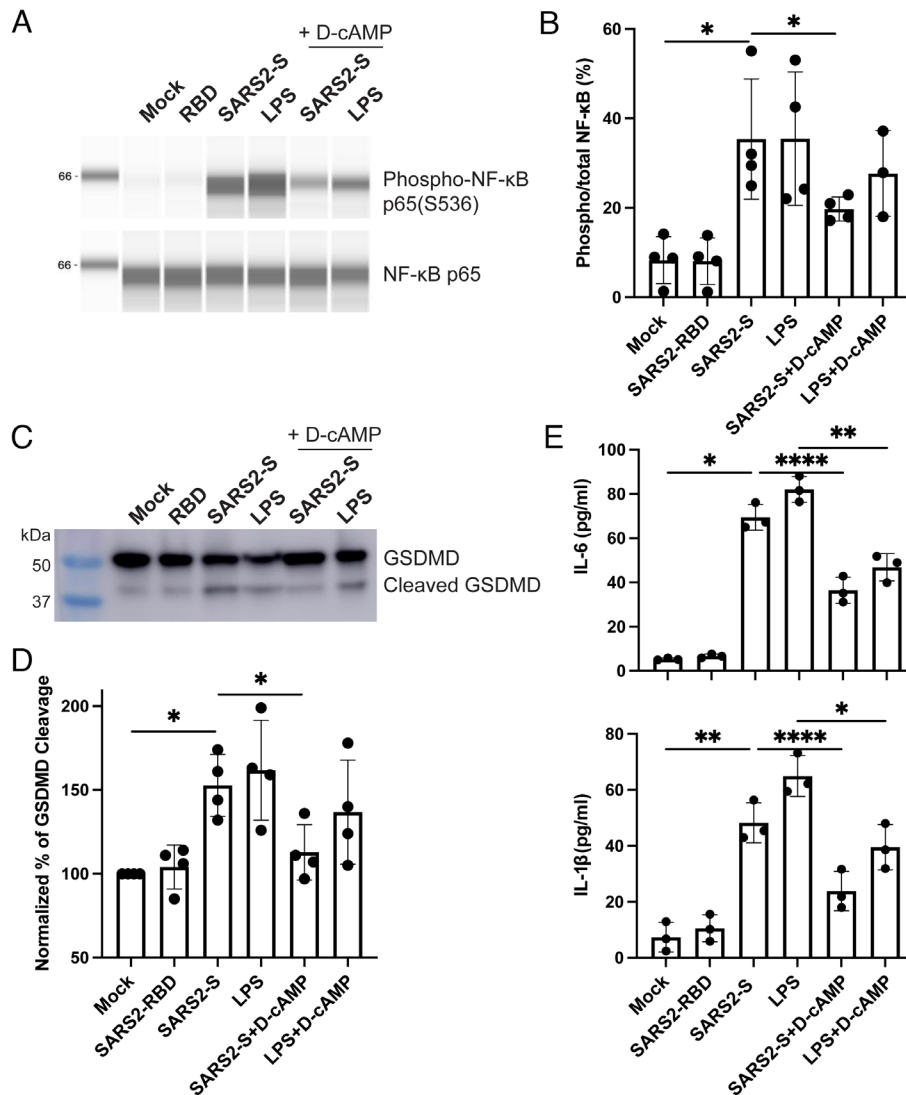 A
+ D-cAMP
Mock
RBD
SARS2-S
LPS
SARS2-S
LPS
66 -
Phospho-NF-κB
p65(S536)
66 -
NF-κB p65
B
*
*
Phospho/total NF-κB (%)
60
40
20
0
Mock
SARS2-RBD
SARS2-S
LPS
SARS2-S+D-cAMP
LPS+D-cAMP
C
+ D-cAMP
Mock
RBD
SARS2-S
LPS
SARS2-S
LPS
kDa
50
37
GSDMD
Cleaved GSDMD
D
*
*
Normalized % of GSDMD Cleavage
200
150
100
50
Mock
SARS2-RBD
SARS2-S
LPS
SARS2-S+D-cAMP
LPS+D-cAMP
E
**
*
****
IL-6 (pg/ml)
100
80
60
40
20
0
*
**
****
IL-1β (pg/ml)
80
60
40
20
0
Mock
SARS2-RBD
SARS2-S
LPS
SARS2-S+D-cAMP
LPS+D-cAMP